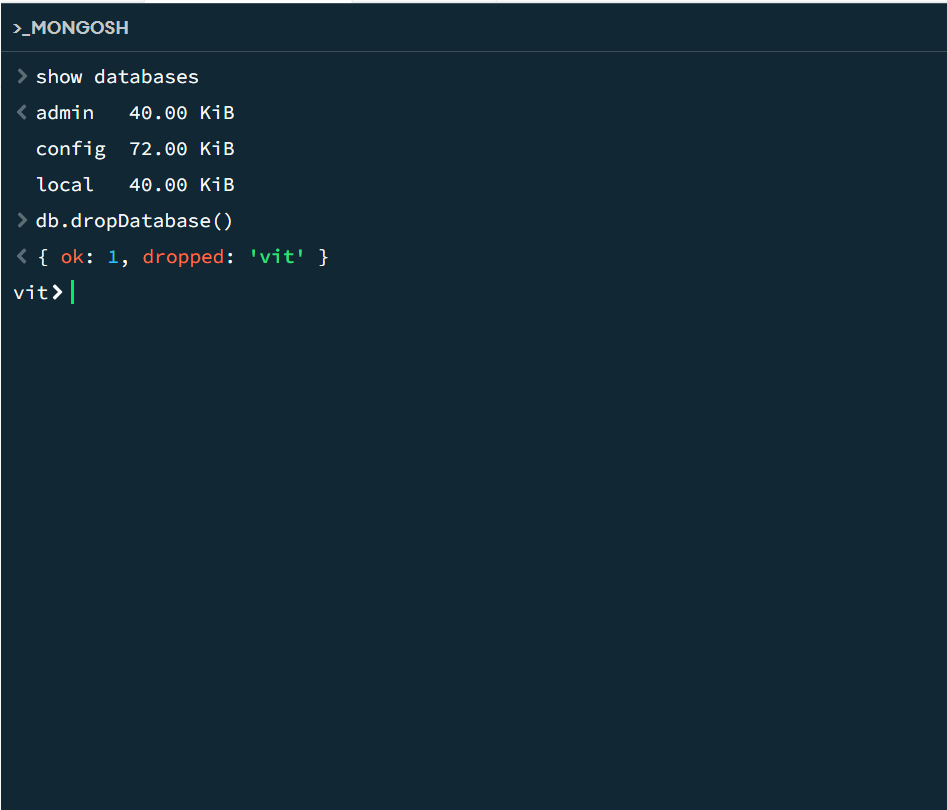 >_MONGOSH
> show databases
< admin   40.00 KiB
  config  72.00 KiB
  local   40.00 KiB
> db.dropDatabase()
< { ok: 1, dropped: 'vit' }
vit>